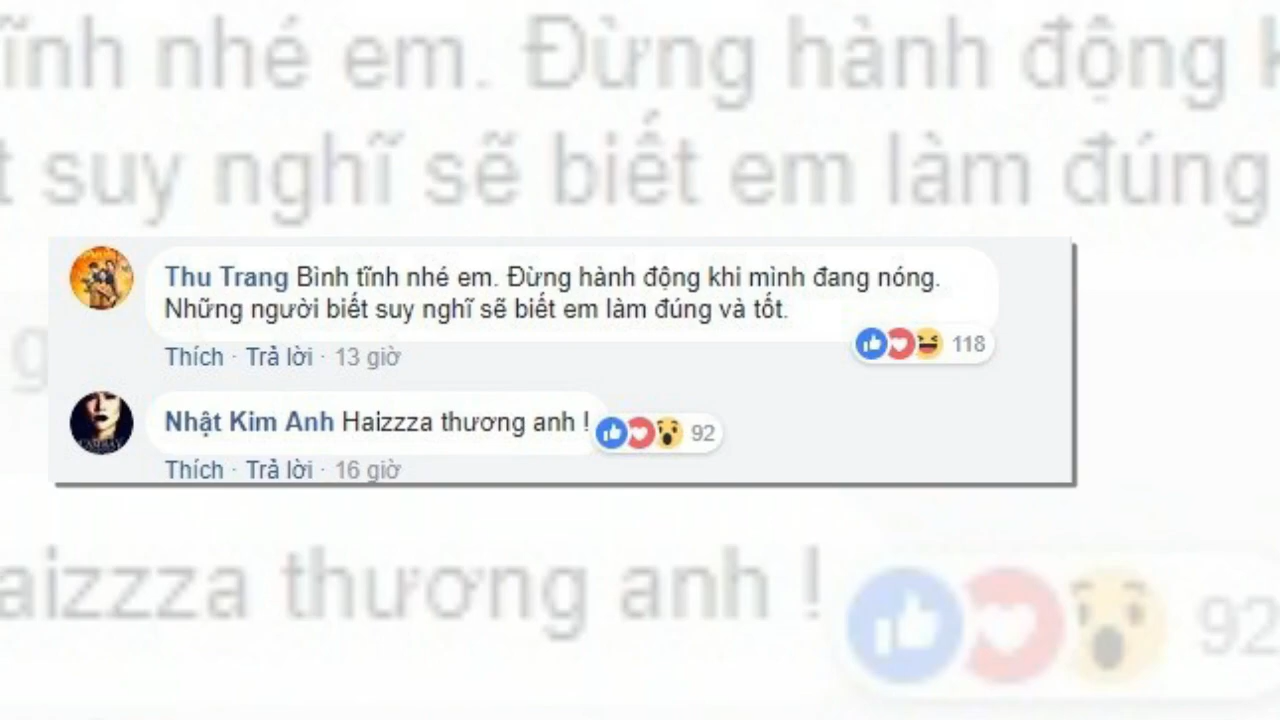 ĩnh nhé em. Đừng hành động
suy nghĩ sẽ biết em làm đúng
Thu Trang Bình tĩnh nhé em. Đừng hành động khi mình đang nóng.
Những người biết suy nghĩ sẽ biết em làm đúng và tốt.
118
Thích · Trả lời · 13 giờ
Nhật Kim Anh Haizzza thương anh !
92
Thích · Trả lời · 16 giờ
aizzza thương anh ! 92